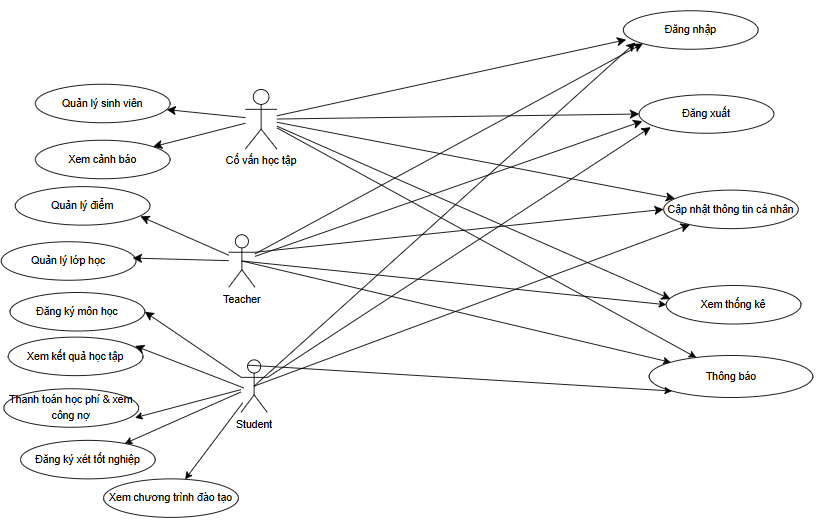 Đăng nhập
Quản lý sinh viên
Đăng xuất
Xem cảnh báo
Cố vấn học tập
Quản lý điểm
Cập nhật thông tin cá nhân
Quản lý lớp học
Teacher
Đăng ký môn học
Xem thống kê
Xem kết quả học tập
Thông báo
Thanh toán học phí & xem
công nợ
Student
Đăng ký xét tốt nghiệp
Xem chương trình đào tạo